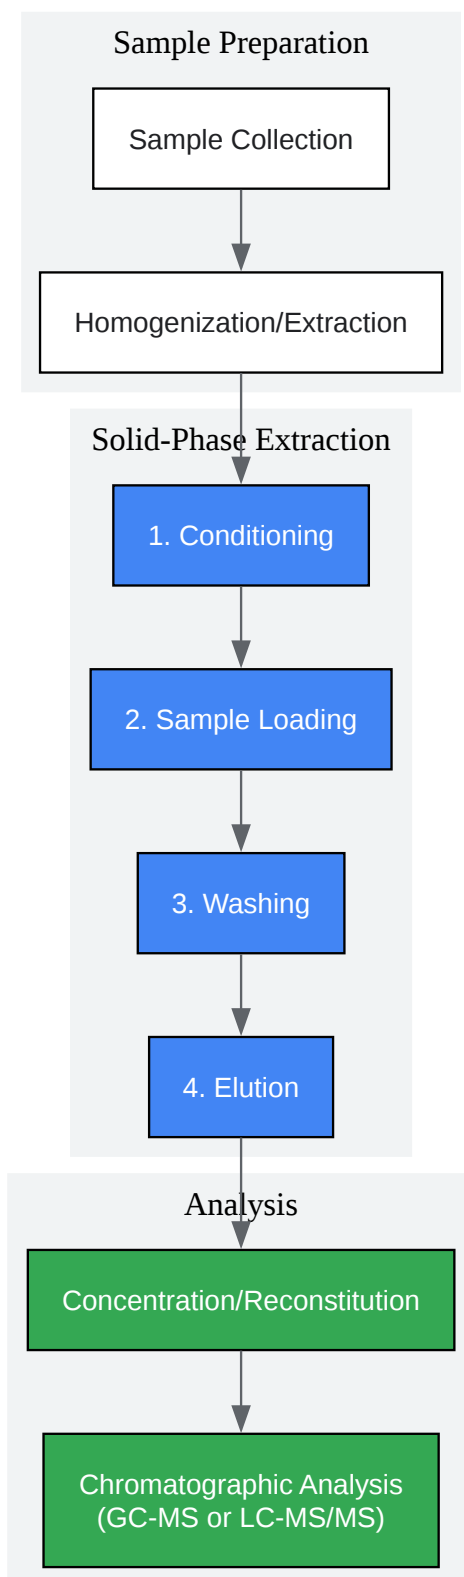 Sample Preparation
Sample Collection
Homogenization/Extraction
Solid-Phase Extraction
1. Conditioning
2. Sample Loading
3. Washing
4. Elution
Analysis
Concentration/Reconstitution
Chromatographic Analysis
(GC-MS or LC-MS/MS)